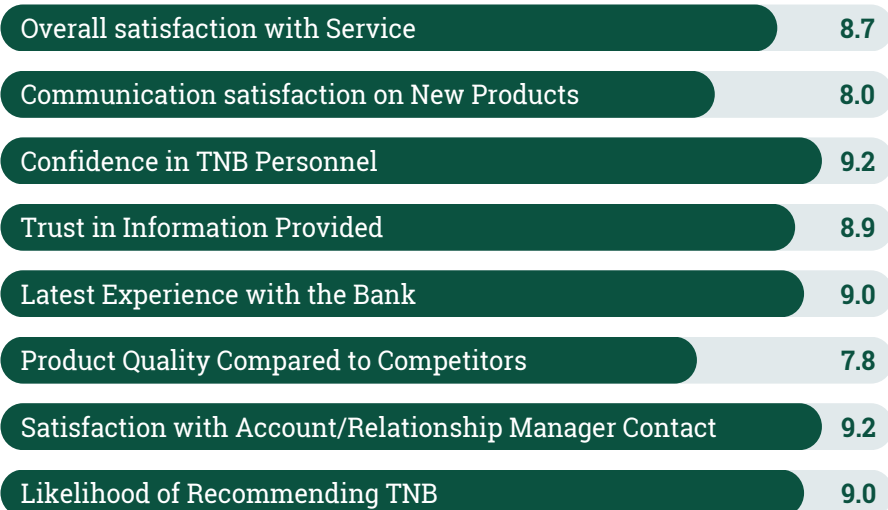 Overall satisfaction with Service 8.7
Communication satisfaction on New Products 8.0
Confidence in TNB Personnel 9.2
Trust in Information Provided 8.9
Latest Experience with the Bank 9.0
Product Quality Compared to Competitors 7.8
Satisfaction with Account/Relationship Manager Contact 9.2
Likelihood of Recommending TNB 9.0